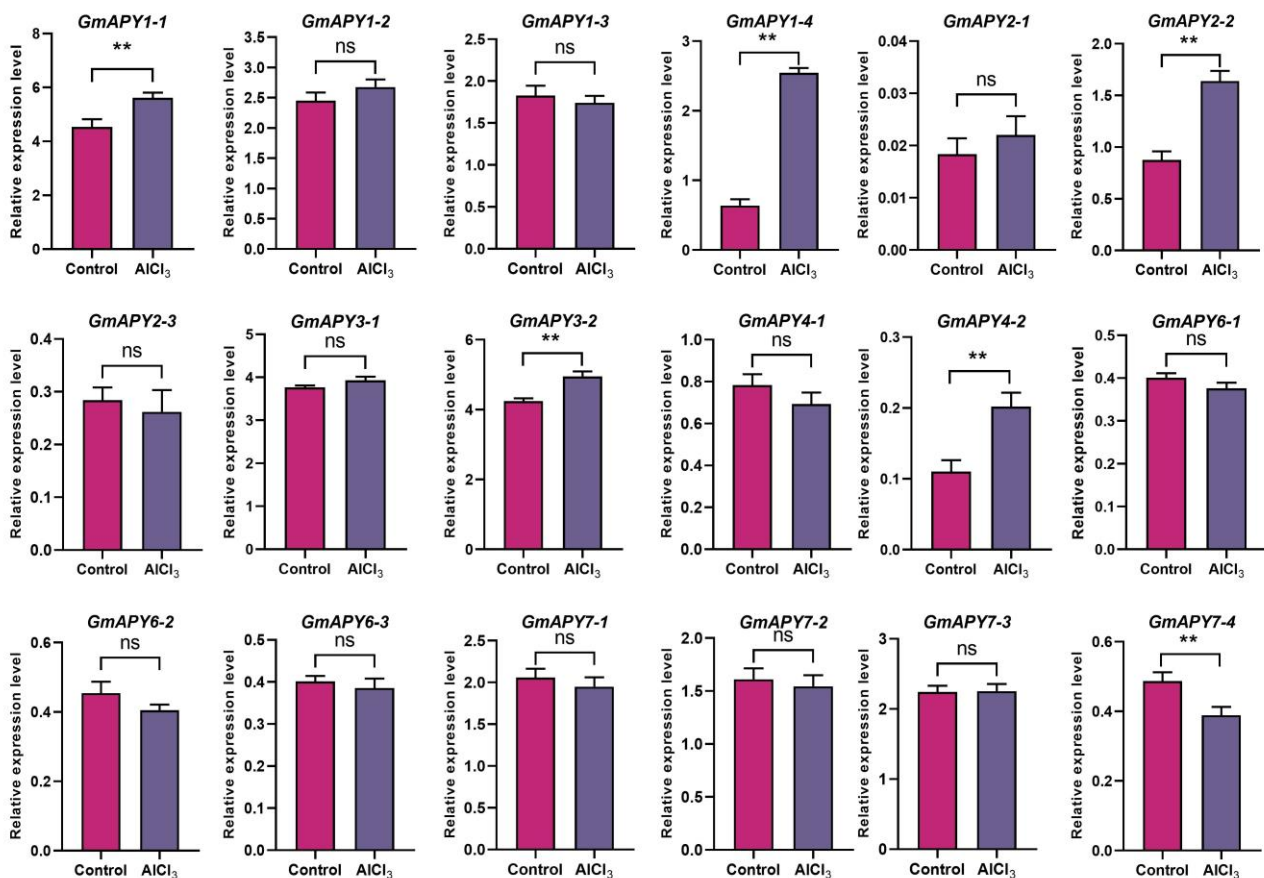 GmAPY1-1
GmAPY1-2
GmAPY1-3
GmAPY1-4
GmAPY2-1
GmAPY2-2
Relative expression level
8
6
4
2
0
**
Control
AlCl₃
Relative expression level
3.5
3.0
2.5
2.0
1.5
1.0
0.5
0.0
ns
Control
AlCl₃
Relative expression level
2.5
2.0
1.5
1.0
0.5
0.0
ns
Control
AlCl₃
Relative expression level
3
2
1
0
**
Control
AlCl₃
Relative expression level
0.04
0.03
0.02
0.01
0.00
ns
Control
AlCl₃
Relative expression level
2.0
1.5
1.0
0.5
0.0
**
Control
AlCl₃
GmAPY2-3
GmAPY3-1
GmAPY3-2
GmAPY4-1
GmAPY4-2
GmAPY6-1
Relative expression level
0.4
0.3
0.2
0.1
0.0
ns
Control
AlCl₃
Relative expression level
5
4
3
2
1
0
ns
Control
AlCl₃
Relative expression level
6
4
2
0
**
Control
AlCl₃
Relative expression level
1.0
0.8
0.6
0.4
0.2
0.0
ns
Control
AlCl₃
Relative expression level
0.3
0.2
0.1
0.0
**
Control
AlCl₃
Relative expression level
0.5
0.4
0.3
0.2
0.1
0.0
ns
Control
AlCl₃
GmAPY6-2
GmAPY6-3
GmAPY7-1
GmAPY7-2
GmAPY7-3
GmAPY7-4
Relative expression level
0.6
0.4
0.2
0.0
ns
Control
AlCl₃
Relative expression level
0.5
0.4
0.3
0.2
0.1
0.0
ns
Control
AlCl₃
Relative expression level
2.5
2.0
1.5
1.0
0.5
0.0
ns
Control
AlCl₃
Relative expression level
2.0
1.5
1.0
0.5
0.0
ns
Control
AlCl₃
Relative expression level
3
2
1
0
ns
Control
AlCl₃
Relative expression level
0.6
0.4
0.2
0.0
**
Control
AlCl₃